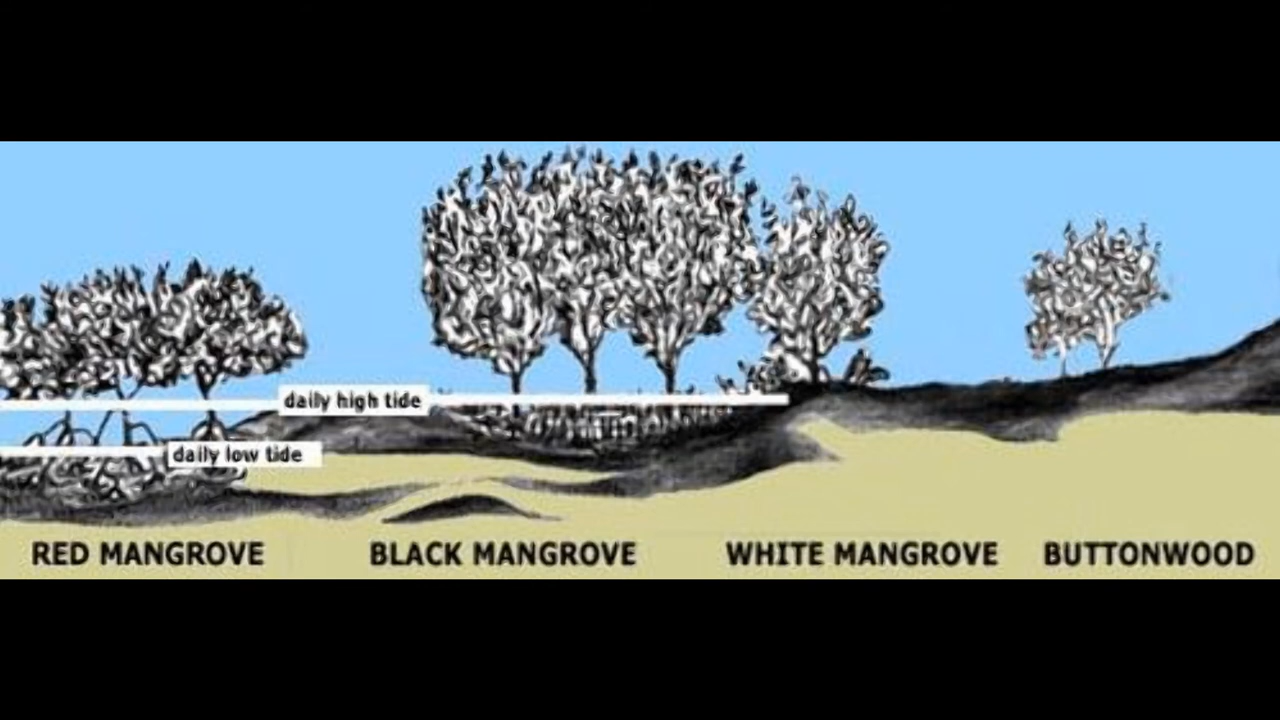 daily high tide
daily low tide
RED MANGROVE
BLACK MANGROVE
WHITE MANGROVE
BUTTONWOOD